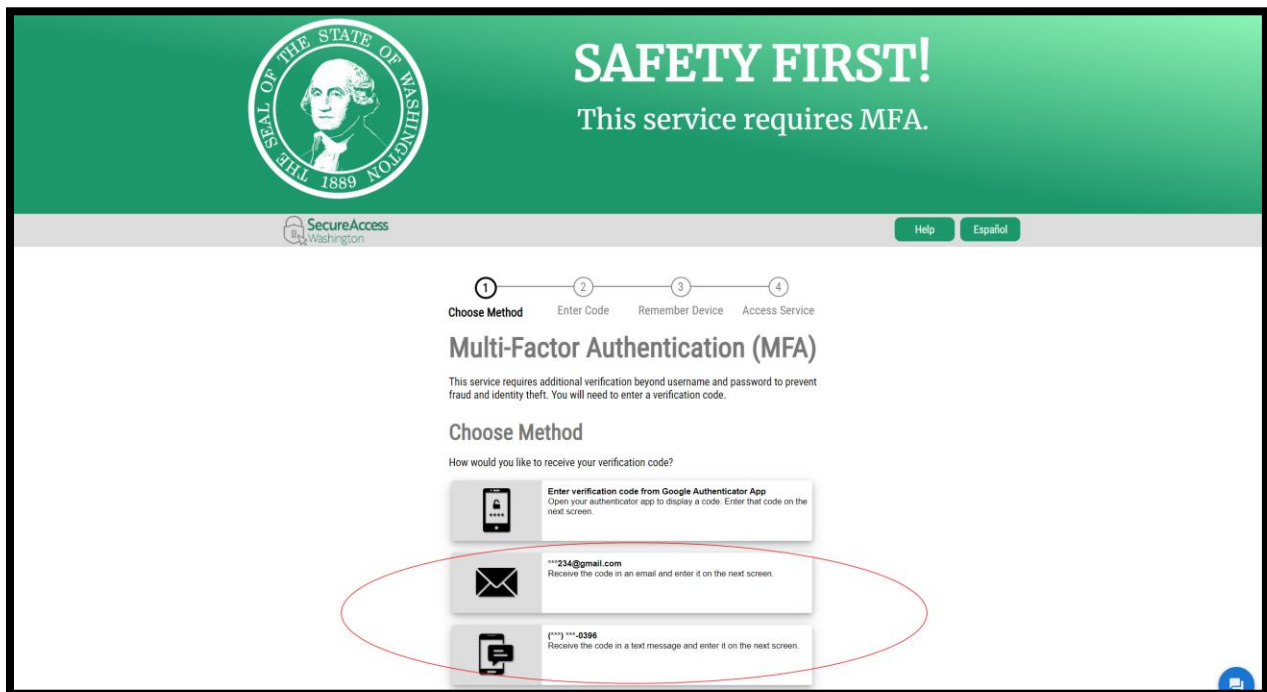 THE SEAL OF THE STATE OF WASHINGTON
1889
SAFETY FIRST!
This service requires MFA.
SecureAccess
Washington
Help
Español
1
2
3
4
Choose Method
Enter Code
Remember Device
Access Service
Multi-Factor Authentication (MFA)
This service requires additional verification beyond username and password to prevent
fraud and identity theft. You will need to enter a verification code.
Choose Method
How would you like to receive your verification code?
Enter verification code from Google Authenticator App
Open your authenticator app to display a code. Enter that code on the
next screen.
***234@gmail.com
Receive the code in an email and enter it on the next screen.
(***) ***-0396
Receive the code in a text message and enter it on the next screen.